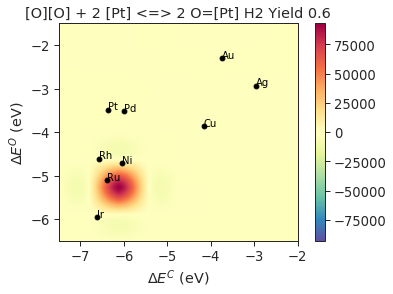 [O][O] + 2 [Pt] <=> 2 O=[Pt] H2 Yield 0.6
−2
−3
−4
−5
−6
ΔE^O (eV)
Au
Ag
Cu
Pt
Pd
Rh
Ni
Ru
Ir
−7
−6
−5
−4
−3
−2
ΔE^C (eV)
75000
50000
25000
0
−25000
−50000
−75000